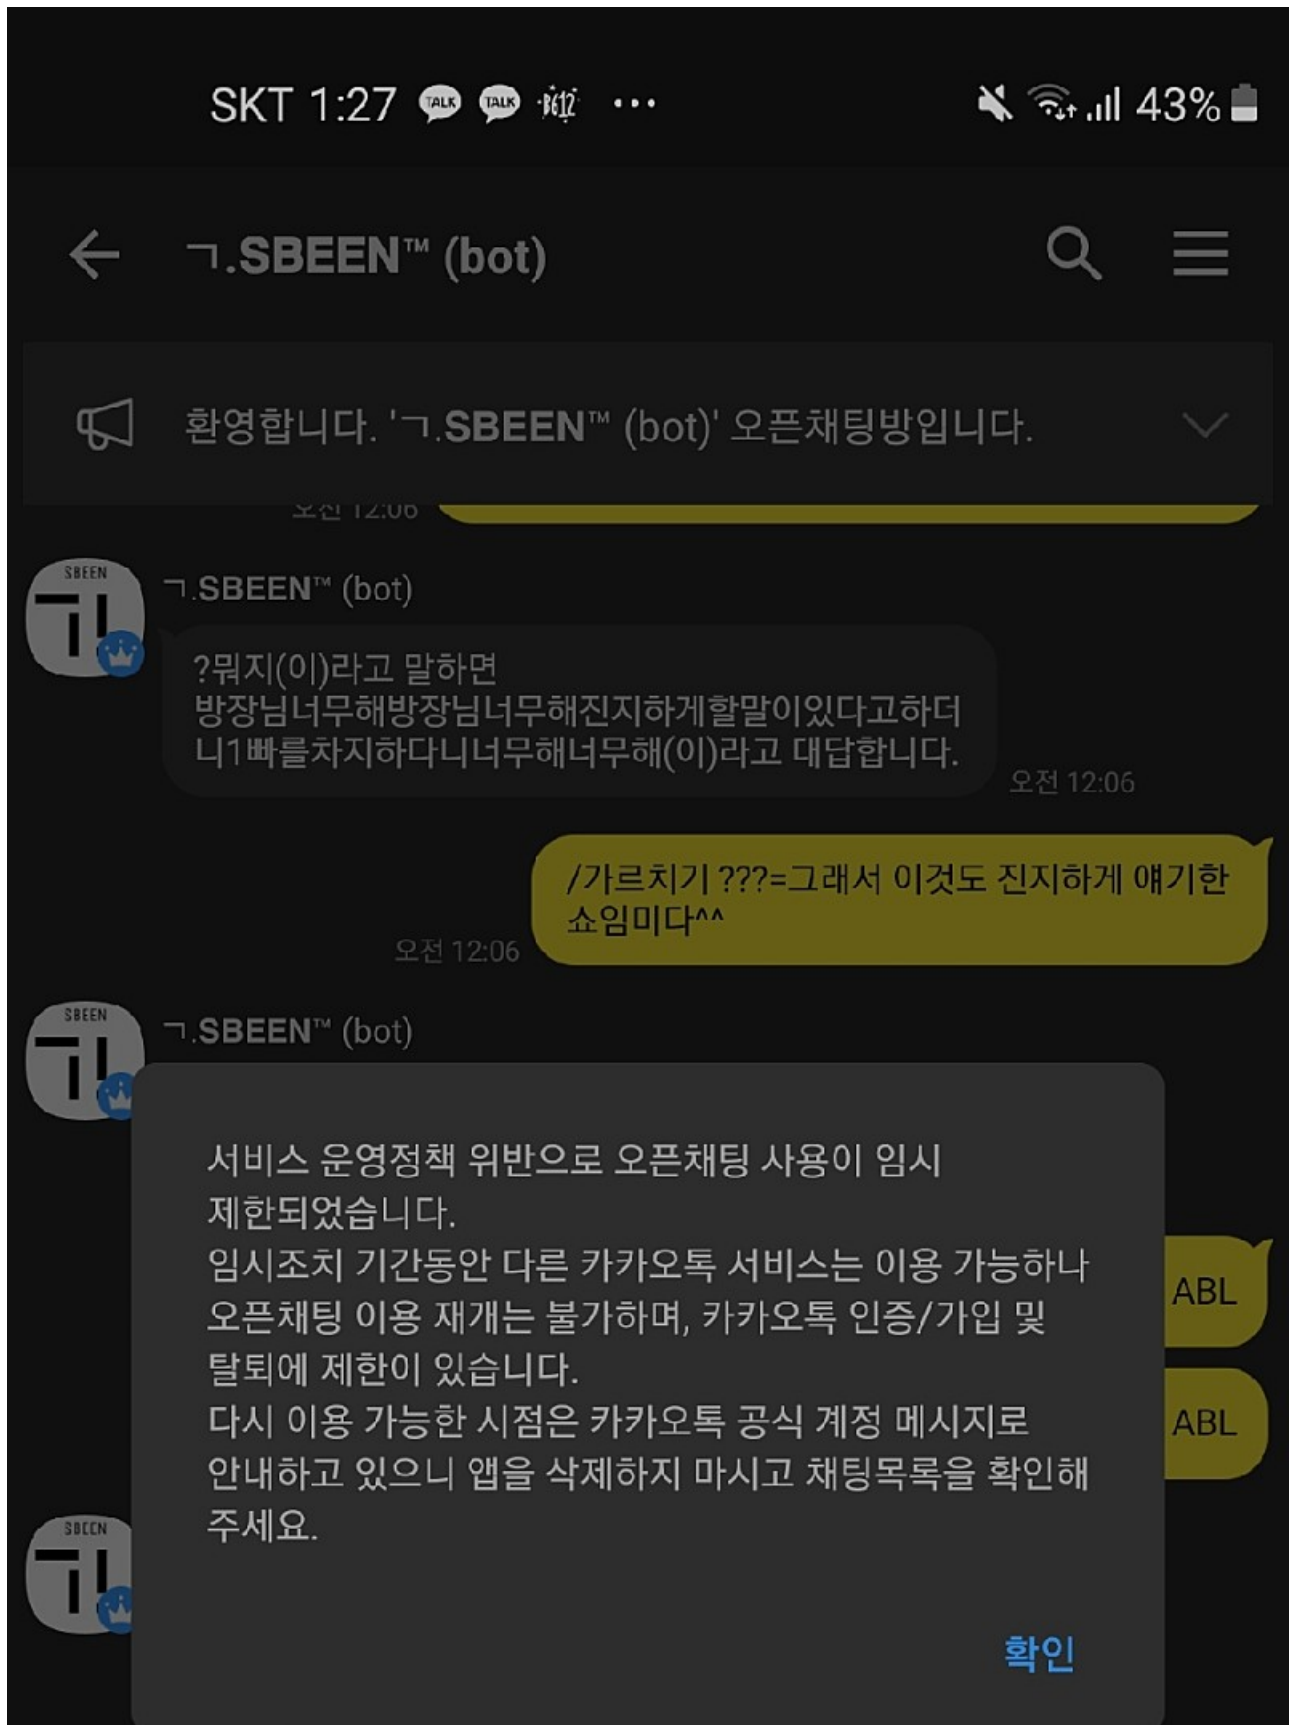 SKT 1:27 TALK TALK B612 ... 43%
ㄱ.SBEEN™ (bot)
환영합니다. 'ㄱ.SBEEN™ (bot)' 오픈채팅방입니다.
오전 12:06
SBEEN
ㄱ.SBEEN™ (bot)
?뭐지(이)라고 말하면
방장님너무해방장님너무해진지하게할말이있다고하더
니1빠를차지하다니너무해너무해(이)라고 대답합니다.
오전 12:06
/가르치기 ???=그래서 이것도 진지하게 얘기한
쇼임미다^^
오전 12:06
SBEEN
ㄱ.SBEEN™ (bot)
서비스 운영정책 위반으로 오픈채팅 사용이 임시
제한되었습니다.
임시조치 기간동안 다른 카카오톡 서비스는 이용 가능하나
오픈채팅 이용 재개는 불가하며, 카카오톡 인증/가입 및
탈퇴에 제한이 있습니다.
다시 이용 가능한 시점은 카카오톡 공식 계정 메시지로
안내하고 있으니 앱을 삭제하지 마시고 채팅목록을 확인해
주세요.
확인
ABL
ABL
SBEEN